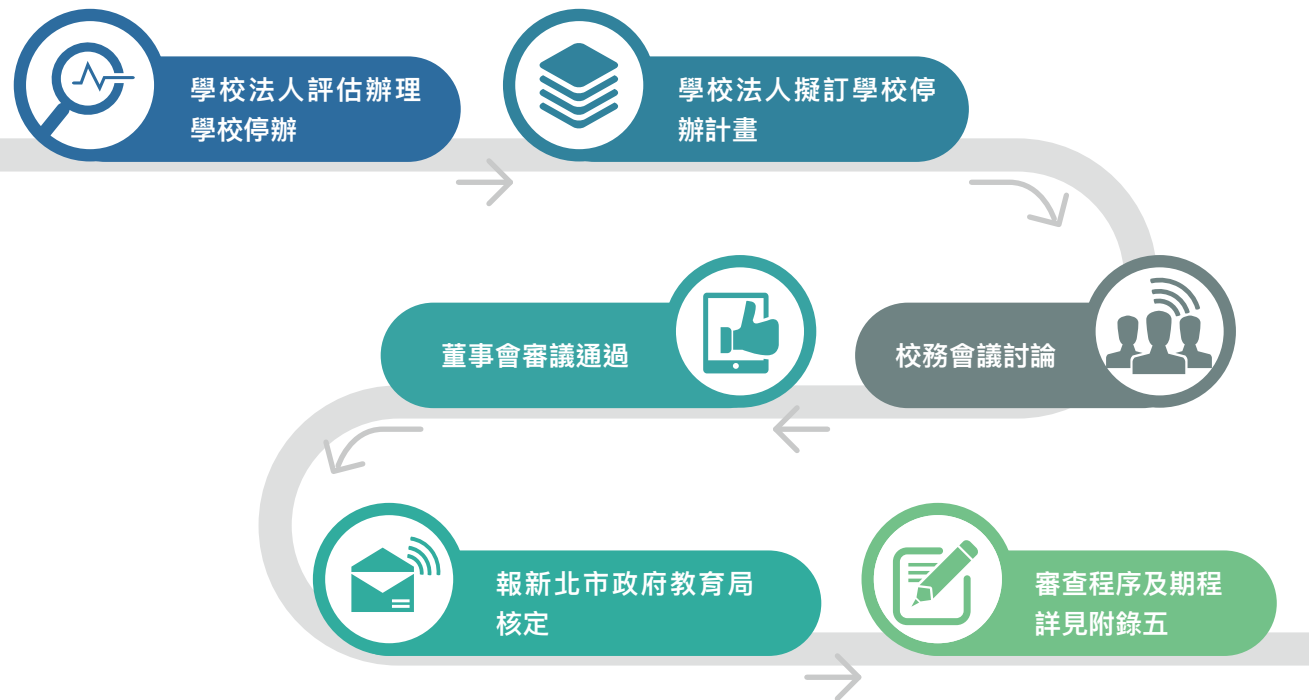 學校法人評估辦理
學校停辦
學校法人擬訂學校停
辦計畫
校務會議討論
董事會審議通過
報新北市政府教育局
核定
審查程序及期程
詳見附錄五